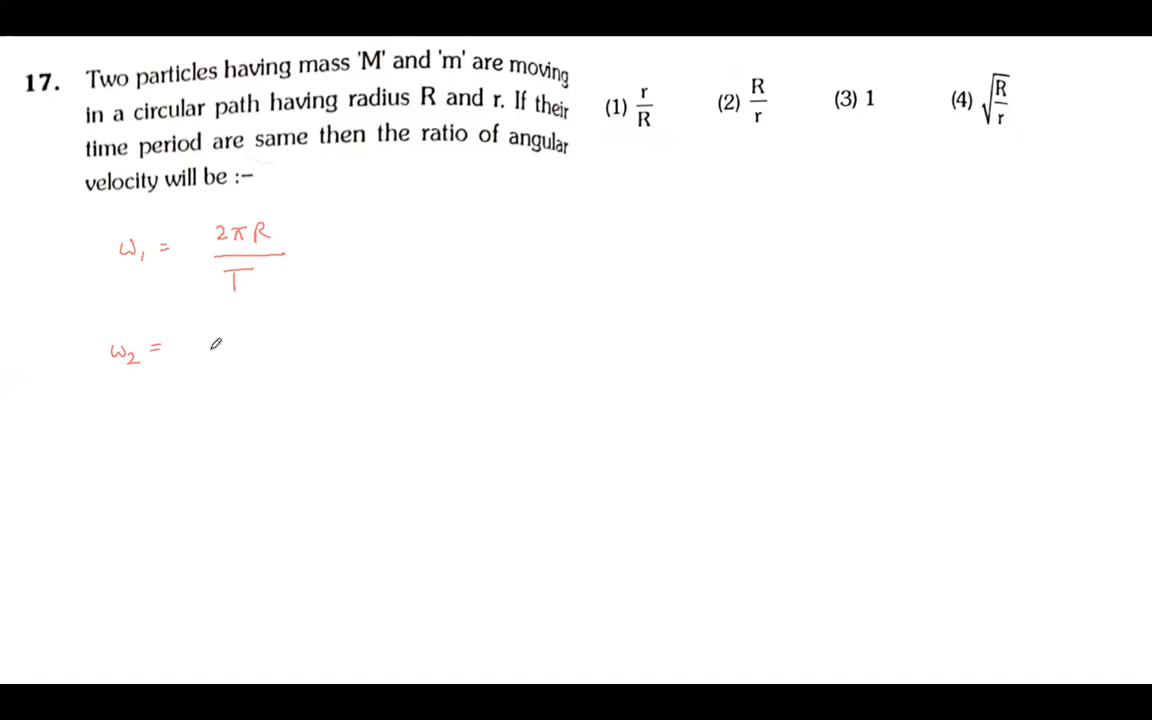 17. Two particles having mass 'M' and 'm' are moving
in a circular path having radius R and r. If their
time period are same then the ratio of angular
velocity will be :–
(1) r/R (2) R/r (3) 1 (4) √(R/r)
ω₁ = 2πR/T
ω₂ =